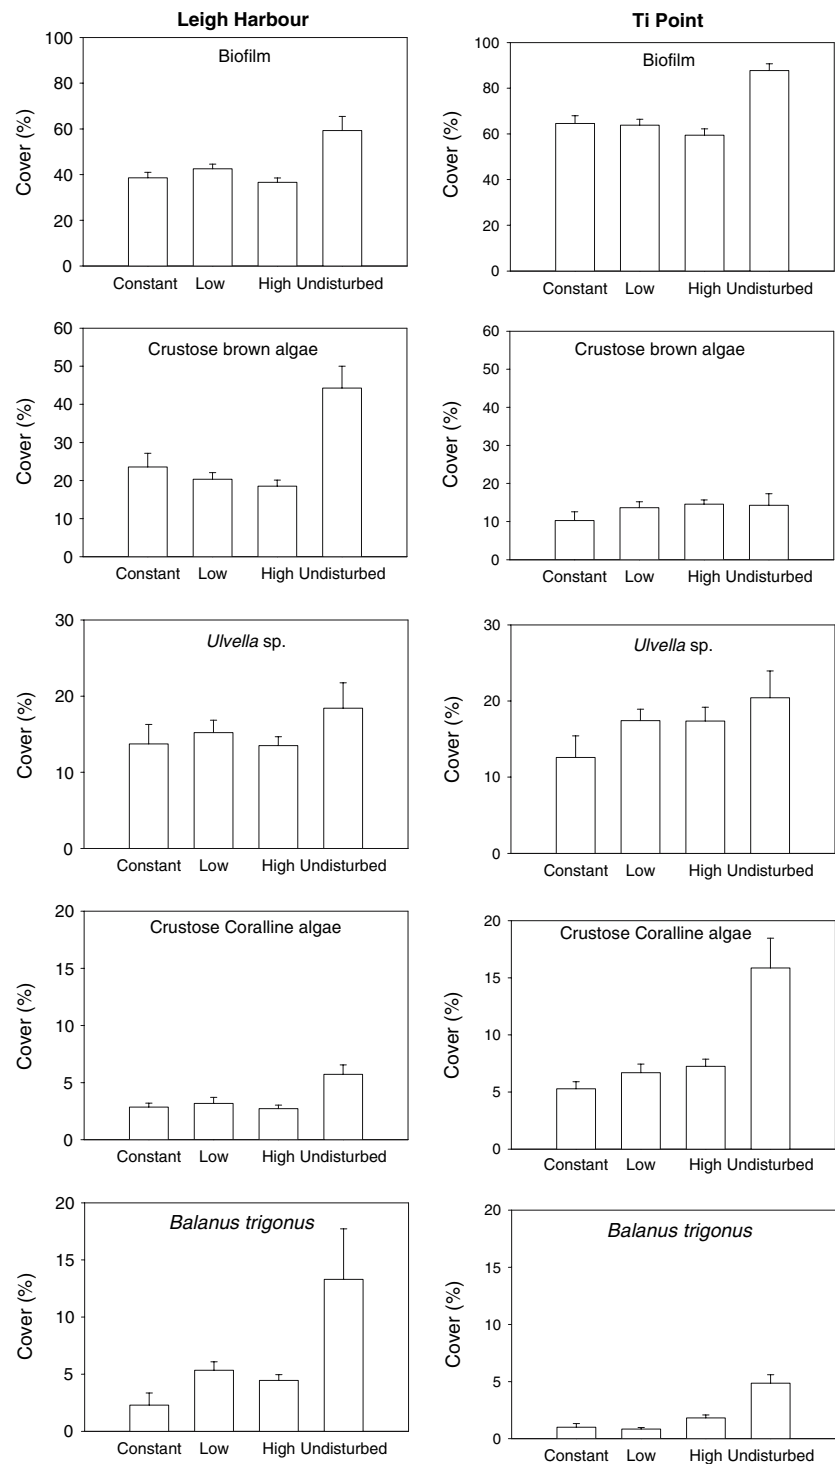 Leigh Harbour
Biofilm
Cover (%)
100
80
60
40
20
0
Constant Low High Undisturbed
Ti Point
Biofilm
Cover (%)
100
80
60
40
20
0
Constant Low High Undisturbed
Crustose brown algae
Cover (%)
60
50
40
30
20
10
0
Constant Low High Undisturbed
Crustose brown algae
Cover (%)
60
50
40
30
20
10
0
Constant Low High Undisturbed
Ulvella sp.
Cover (%)
30
20
10
0
Constant Low High Undisturbed
Ulvella sp.
Cover (%)
30
20
10
0
Constant Low High Undisturbed
Crustose Coralline algae
Cover (%)
20
15
10
5
0
Constant Low High Undisturbed
Crustose Coralline algae
Cover (%)
20
15
10
5
0
Constant Low High Undisturbed
Balanus trigonus
Cover (%)
20
15
10
5
0
Constant Low High Undisturbed
Balanus trigonus
Cover (%)
20
15
10
5
0
Constant Low High Undisturbed